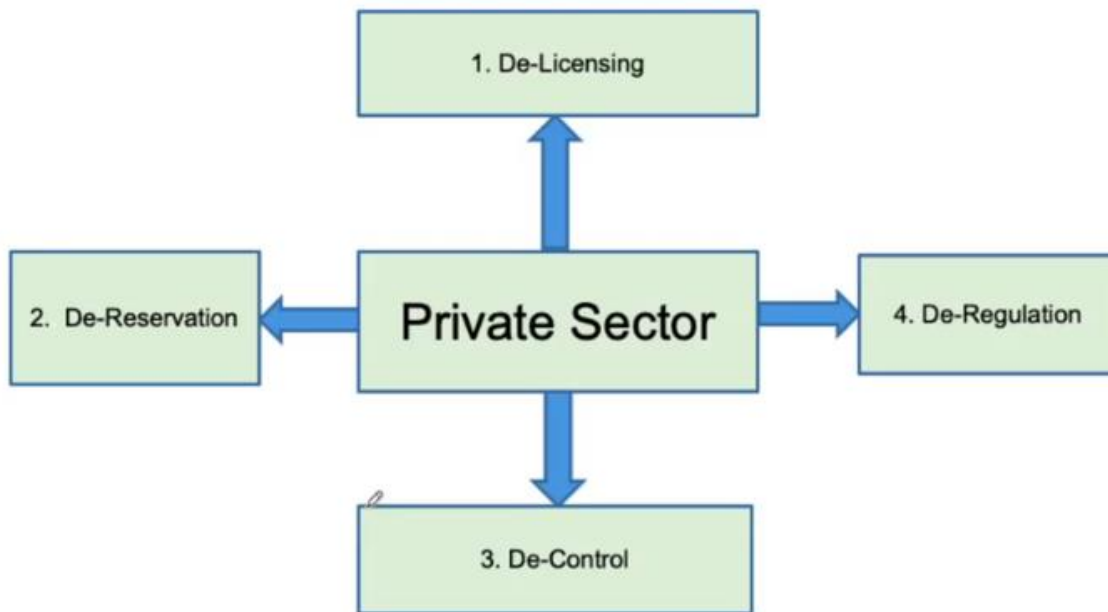 1. De-Licensing
2. De-Reservation
Private Sector
4. De-Regulation
3. De-Control